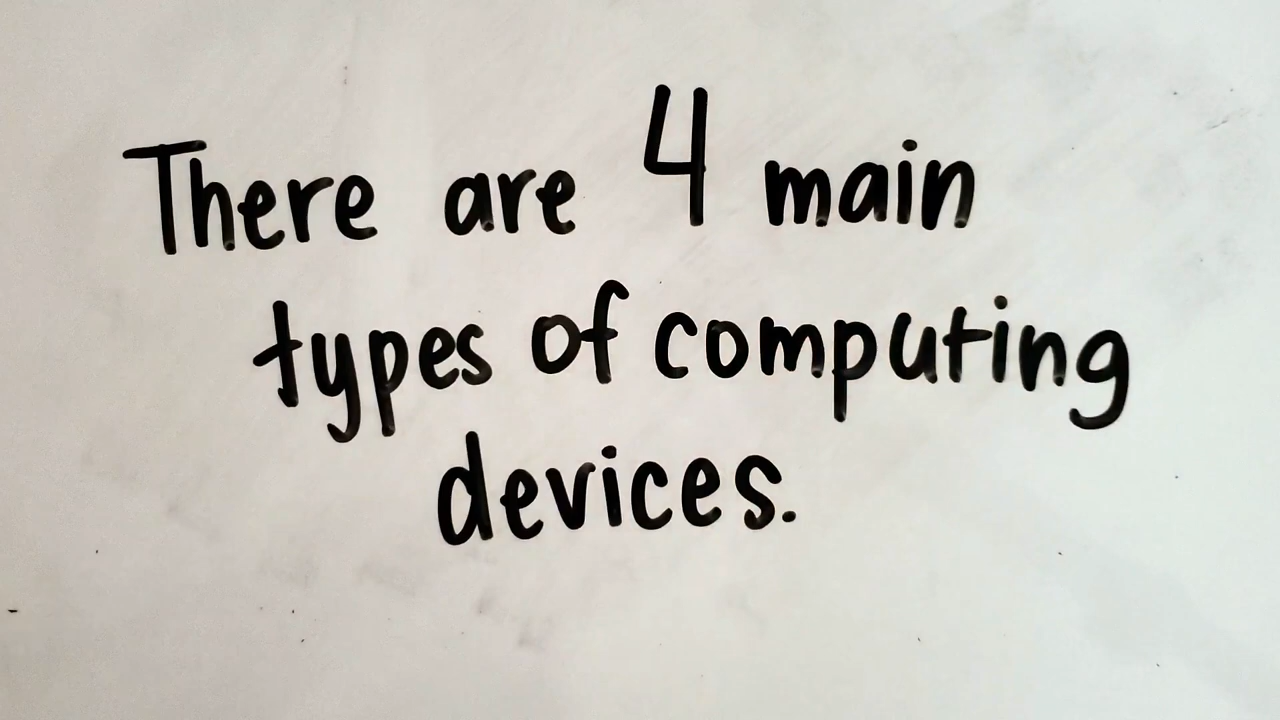 There are 4 main
types of computing
devices.